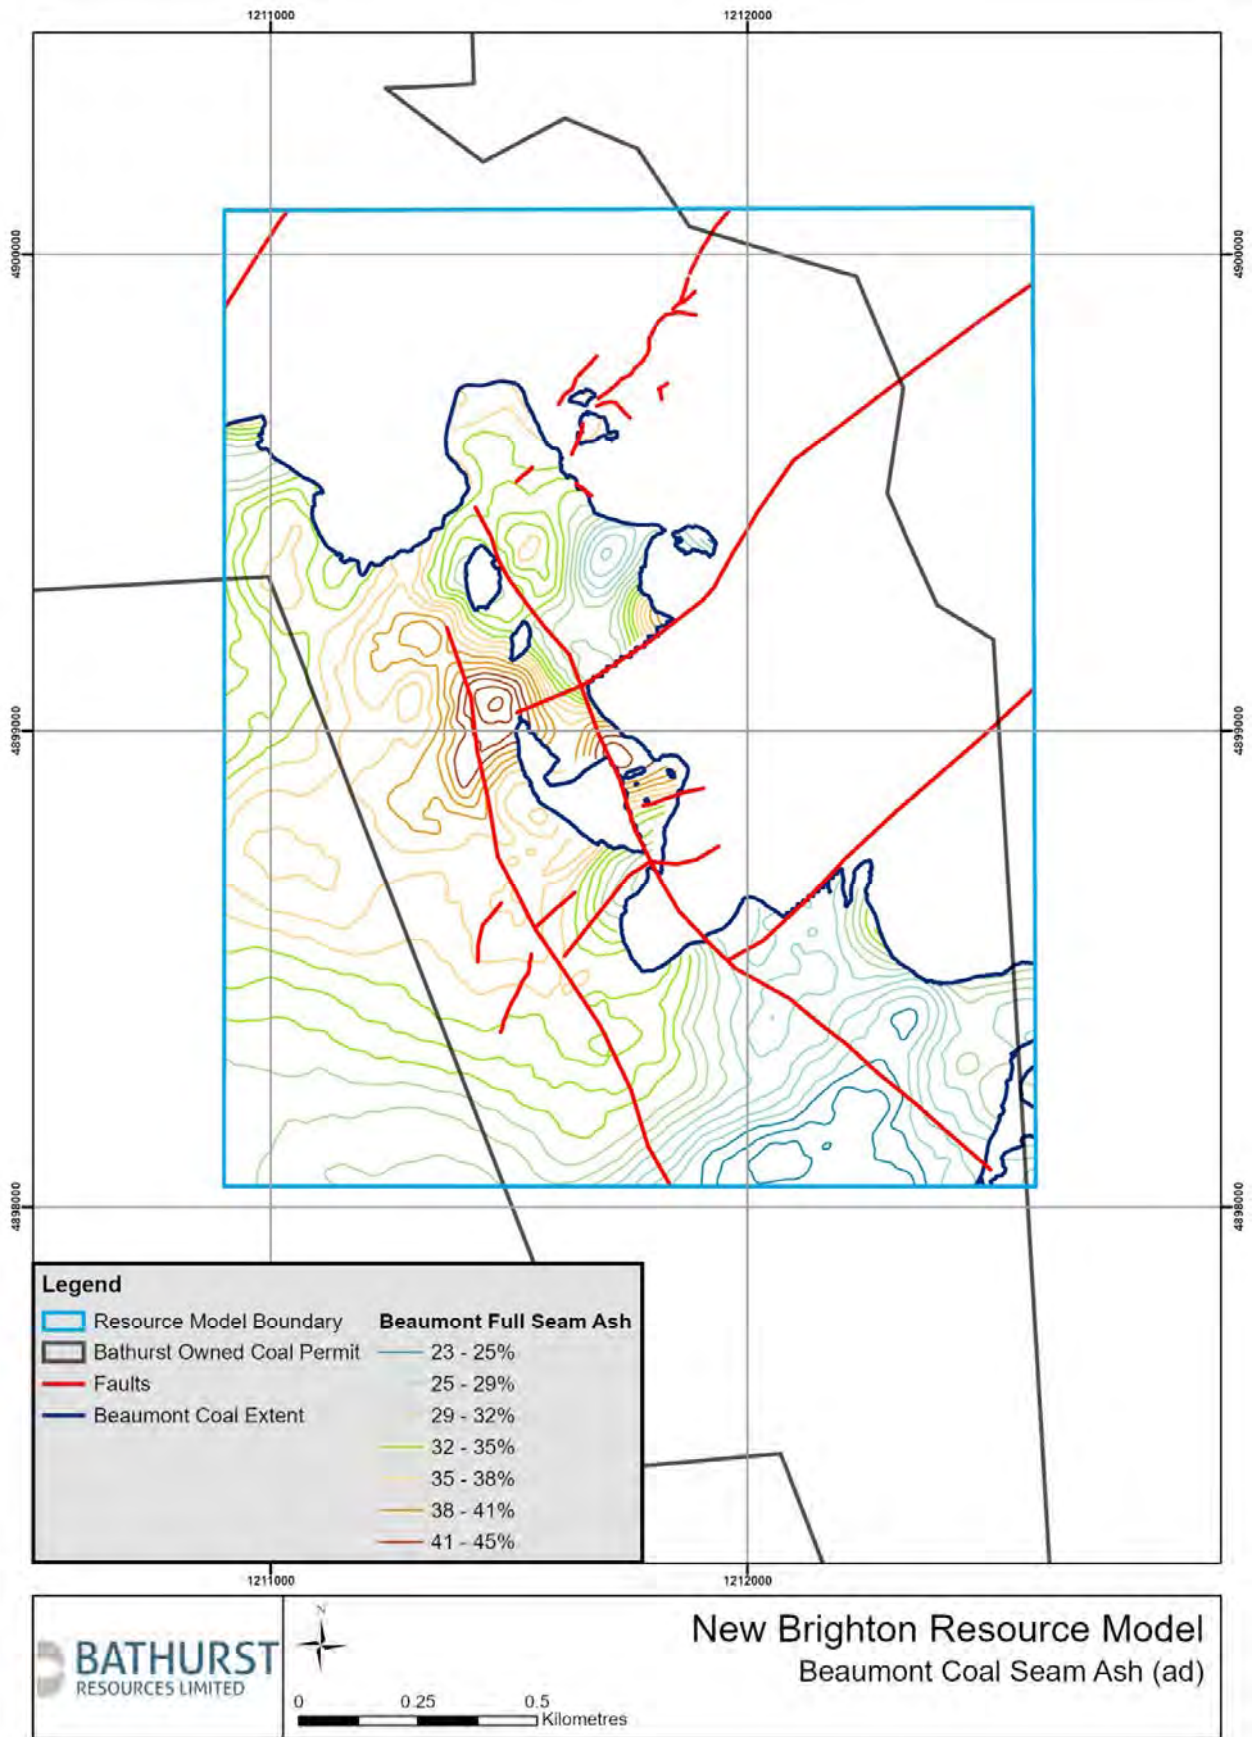 1211000
1212000
4900000
4900000
4899000
4899000
4898000
4898000
Legend
Resource Model Boundary
Bathurst Owned Coal Permit
Faults
Beaumont Coal Extent
Beaumont Full Seam Ash
23 - 25%
25 - 29%
29 - 32%
32 - 35%
35 - 38%
38 - 41%
41 - 45%
1211000
1212000
BATHURST
RESOURCES LIMITED
N
0 0.25 0.5
Kilometres
New Brighton Resource Model
Beaumont Coal Seam Ash (ad)